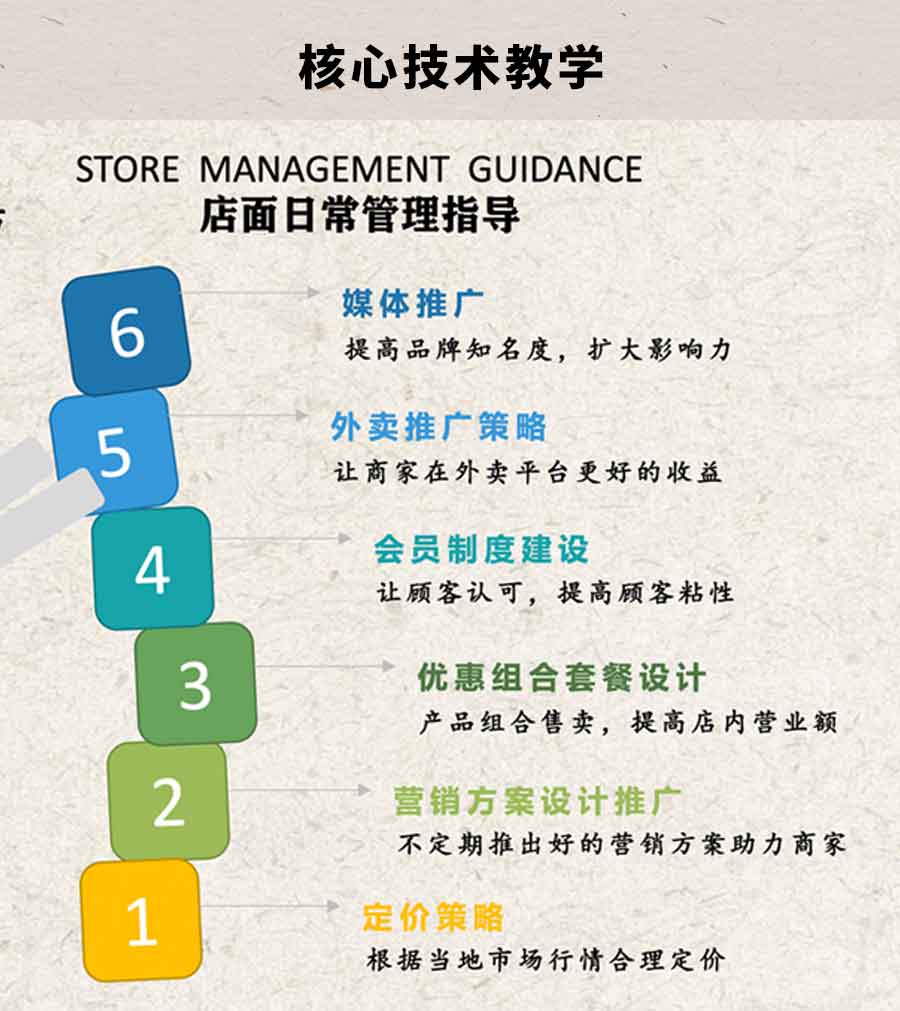 核心技术教学
STORE MANAGEMENT GUIDANCE
店面日常管理指导
6
媒体推广
提高品牌知名度，扩大影响力
5
外卖推广策略
让商家在外卖平台更好的收益
4
会员制度建设
让顾客认可，提高顾客粘性
3
优惠组合套餐设计
产品组合售卖，提高店内营业额
2
营销方案设计推广
不定期推出好的营销方案助力商家
1
定价策略
根据当地市场行情合理定价